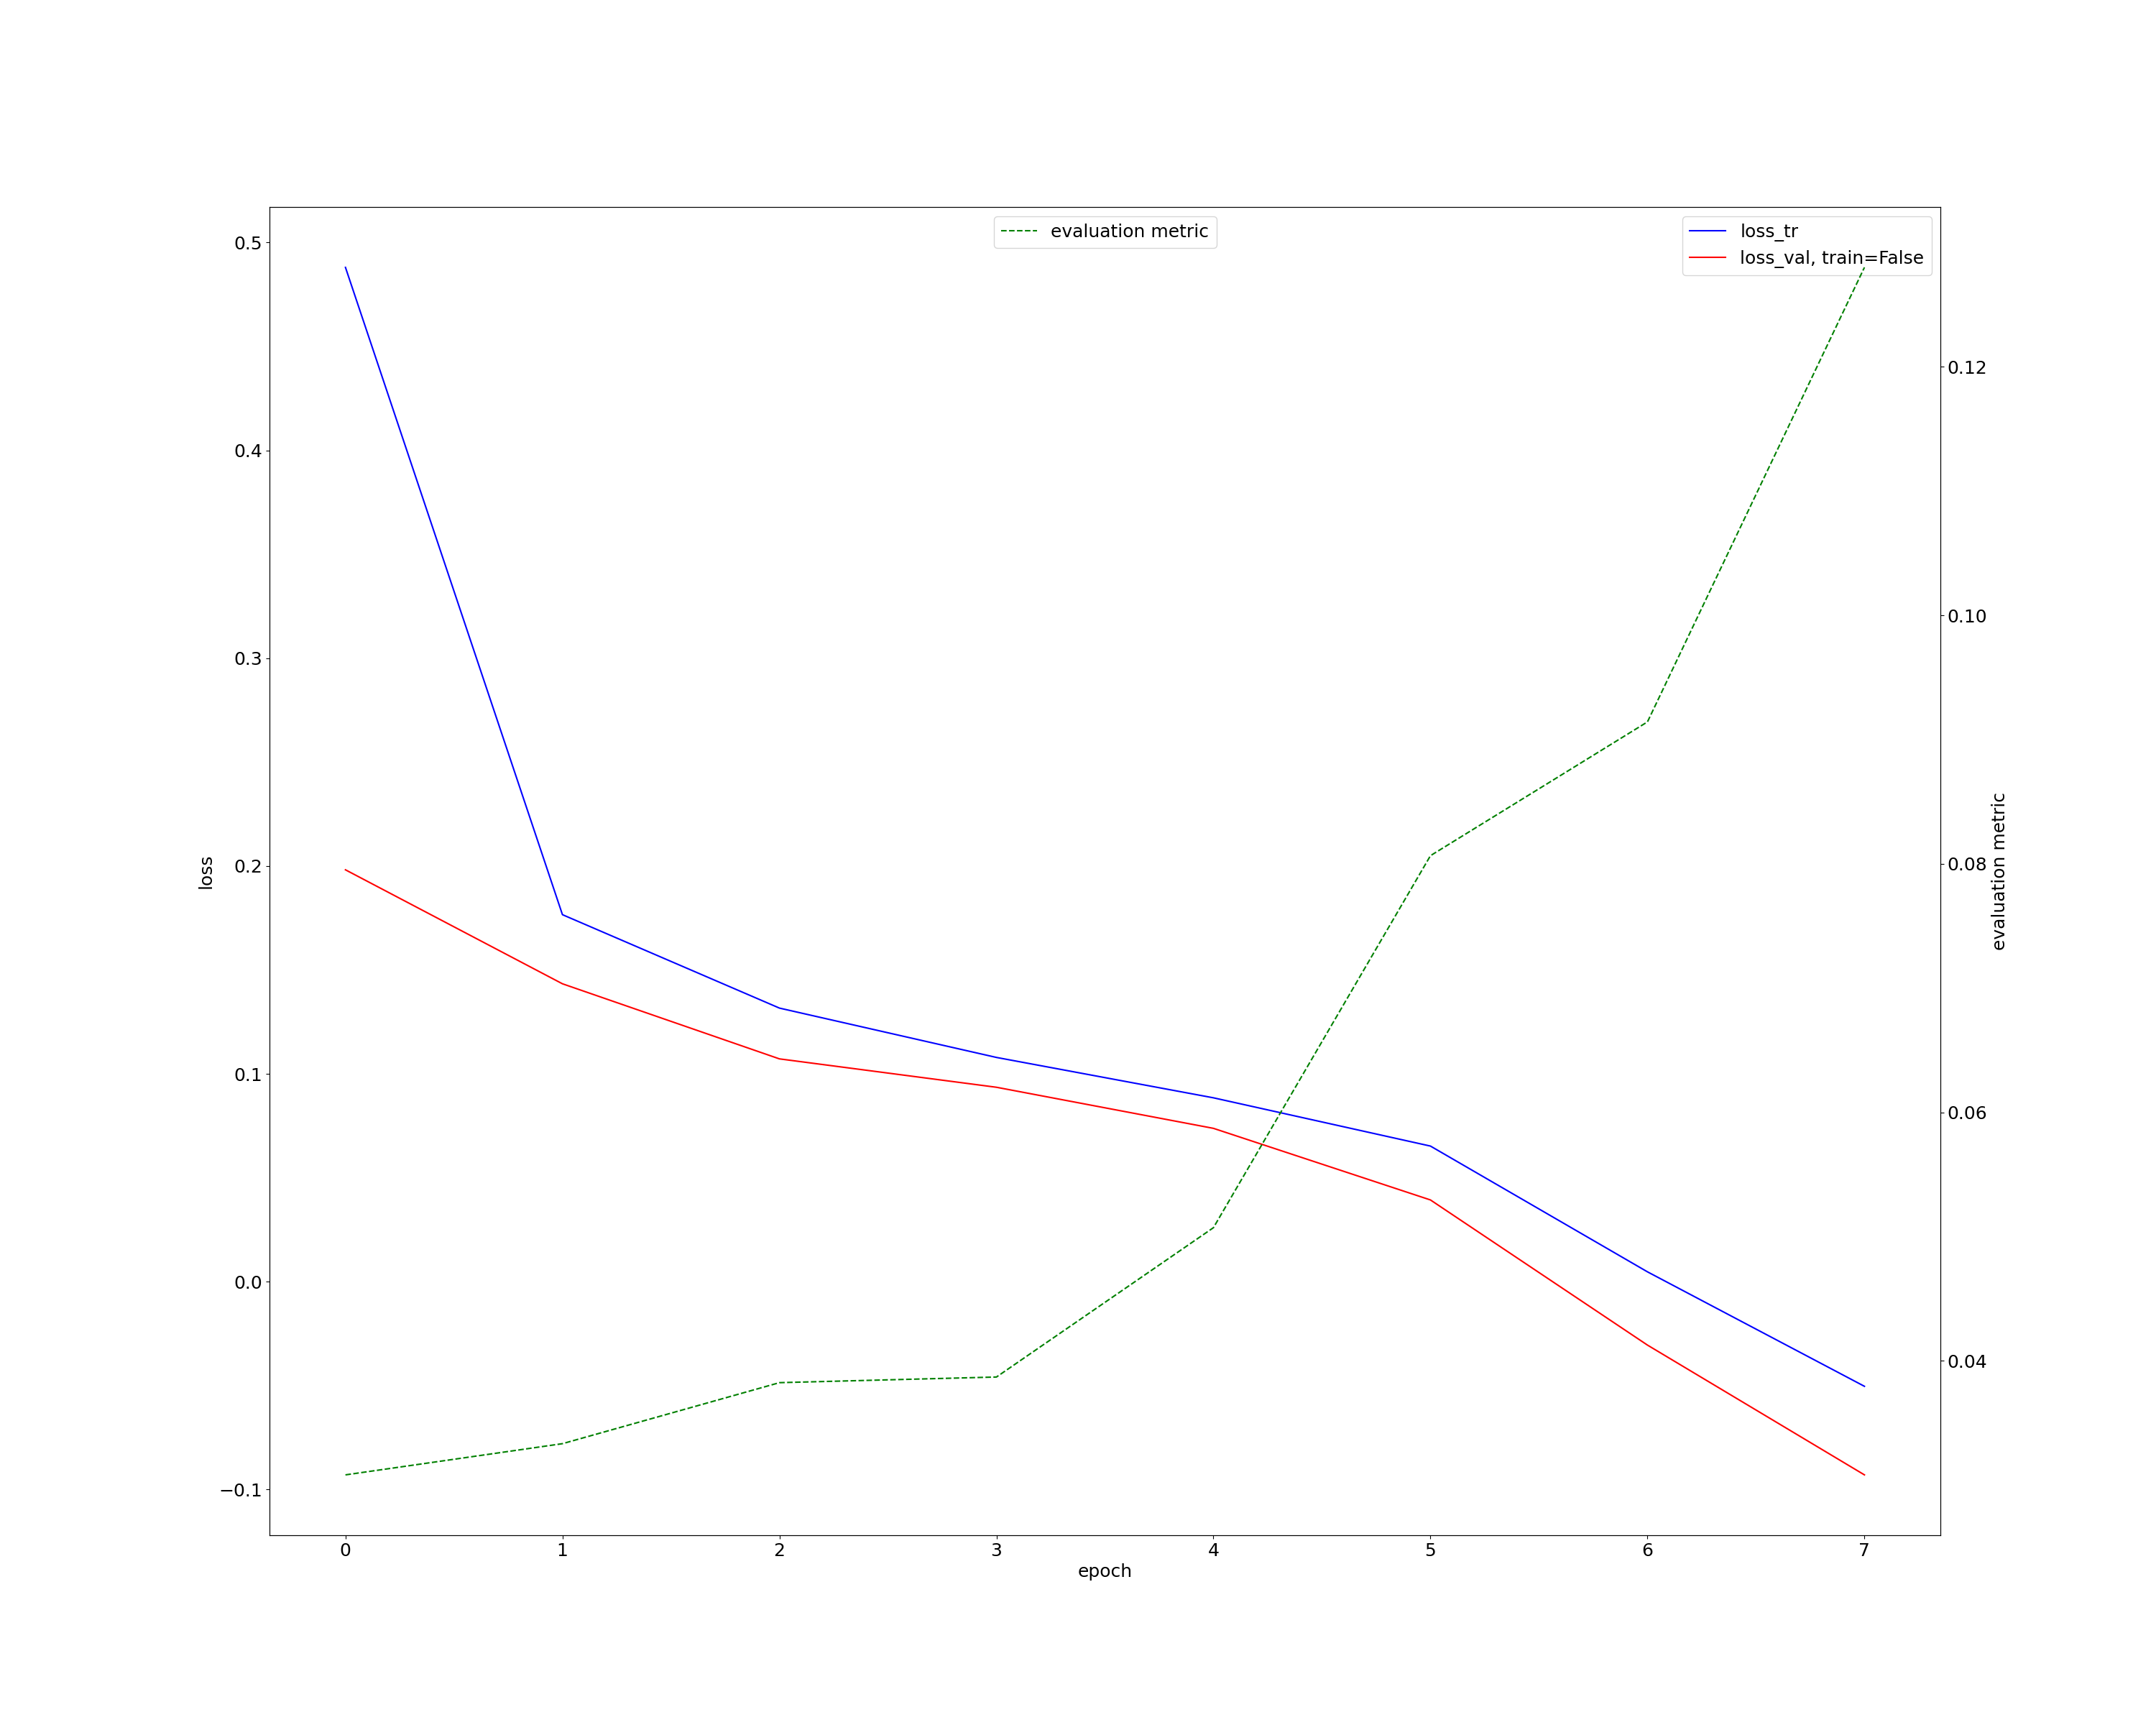 evaluation metric
loss_tr
loss_val, train=False
0.5
0.4
0.3
0.2
0.1
0.0
−0.1
loss
0.12
0.10
0.08
0.06
0.04
evaluation metric
0 1 2 3 4 5 6 7
epoch